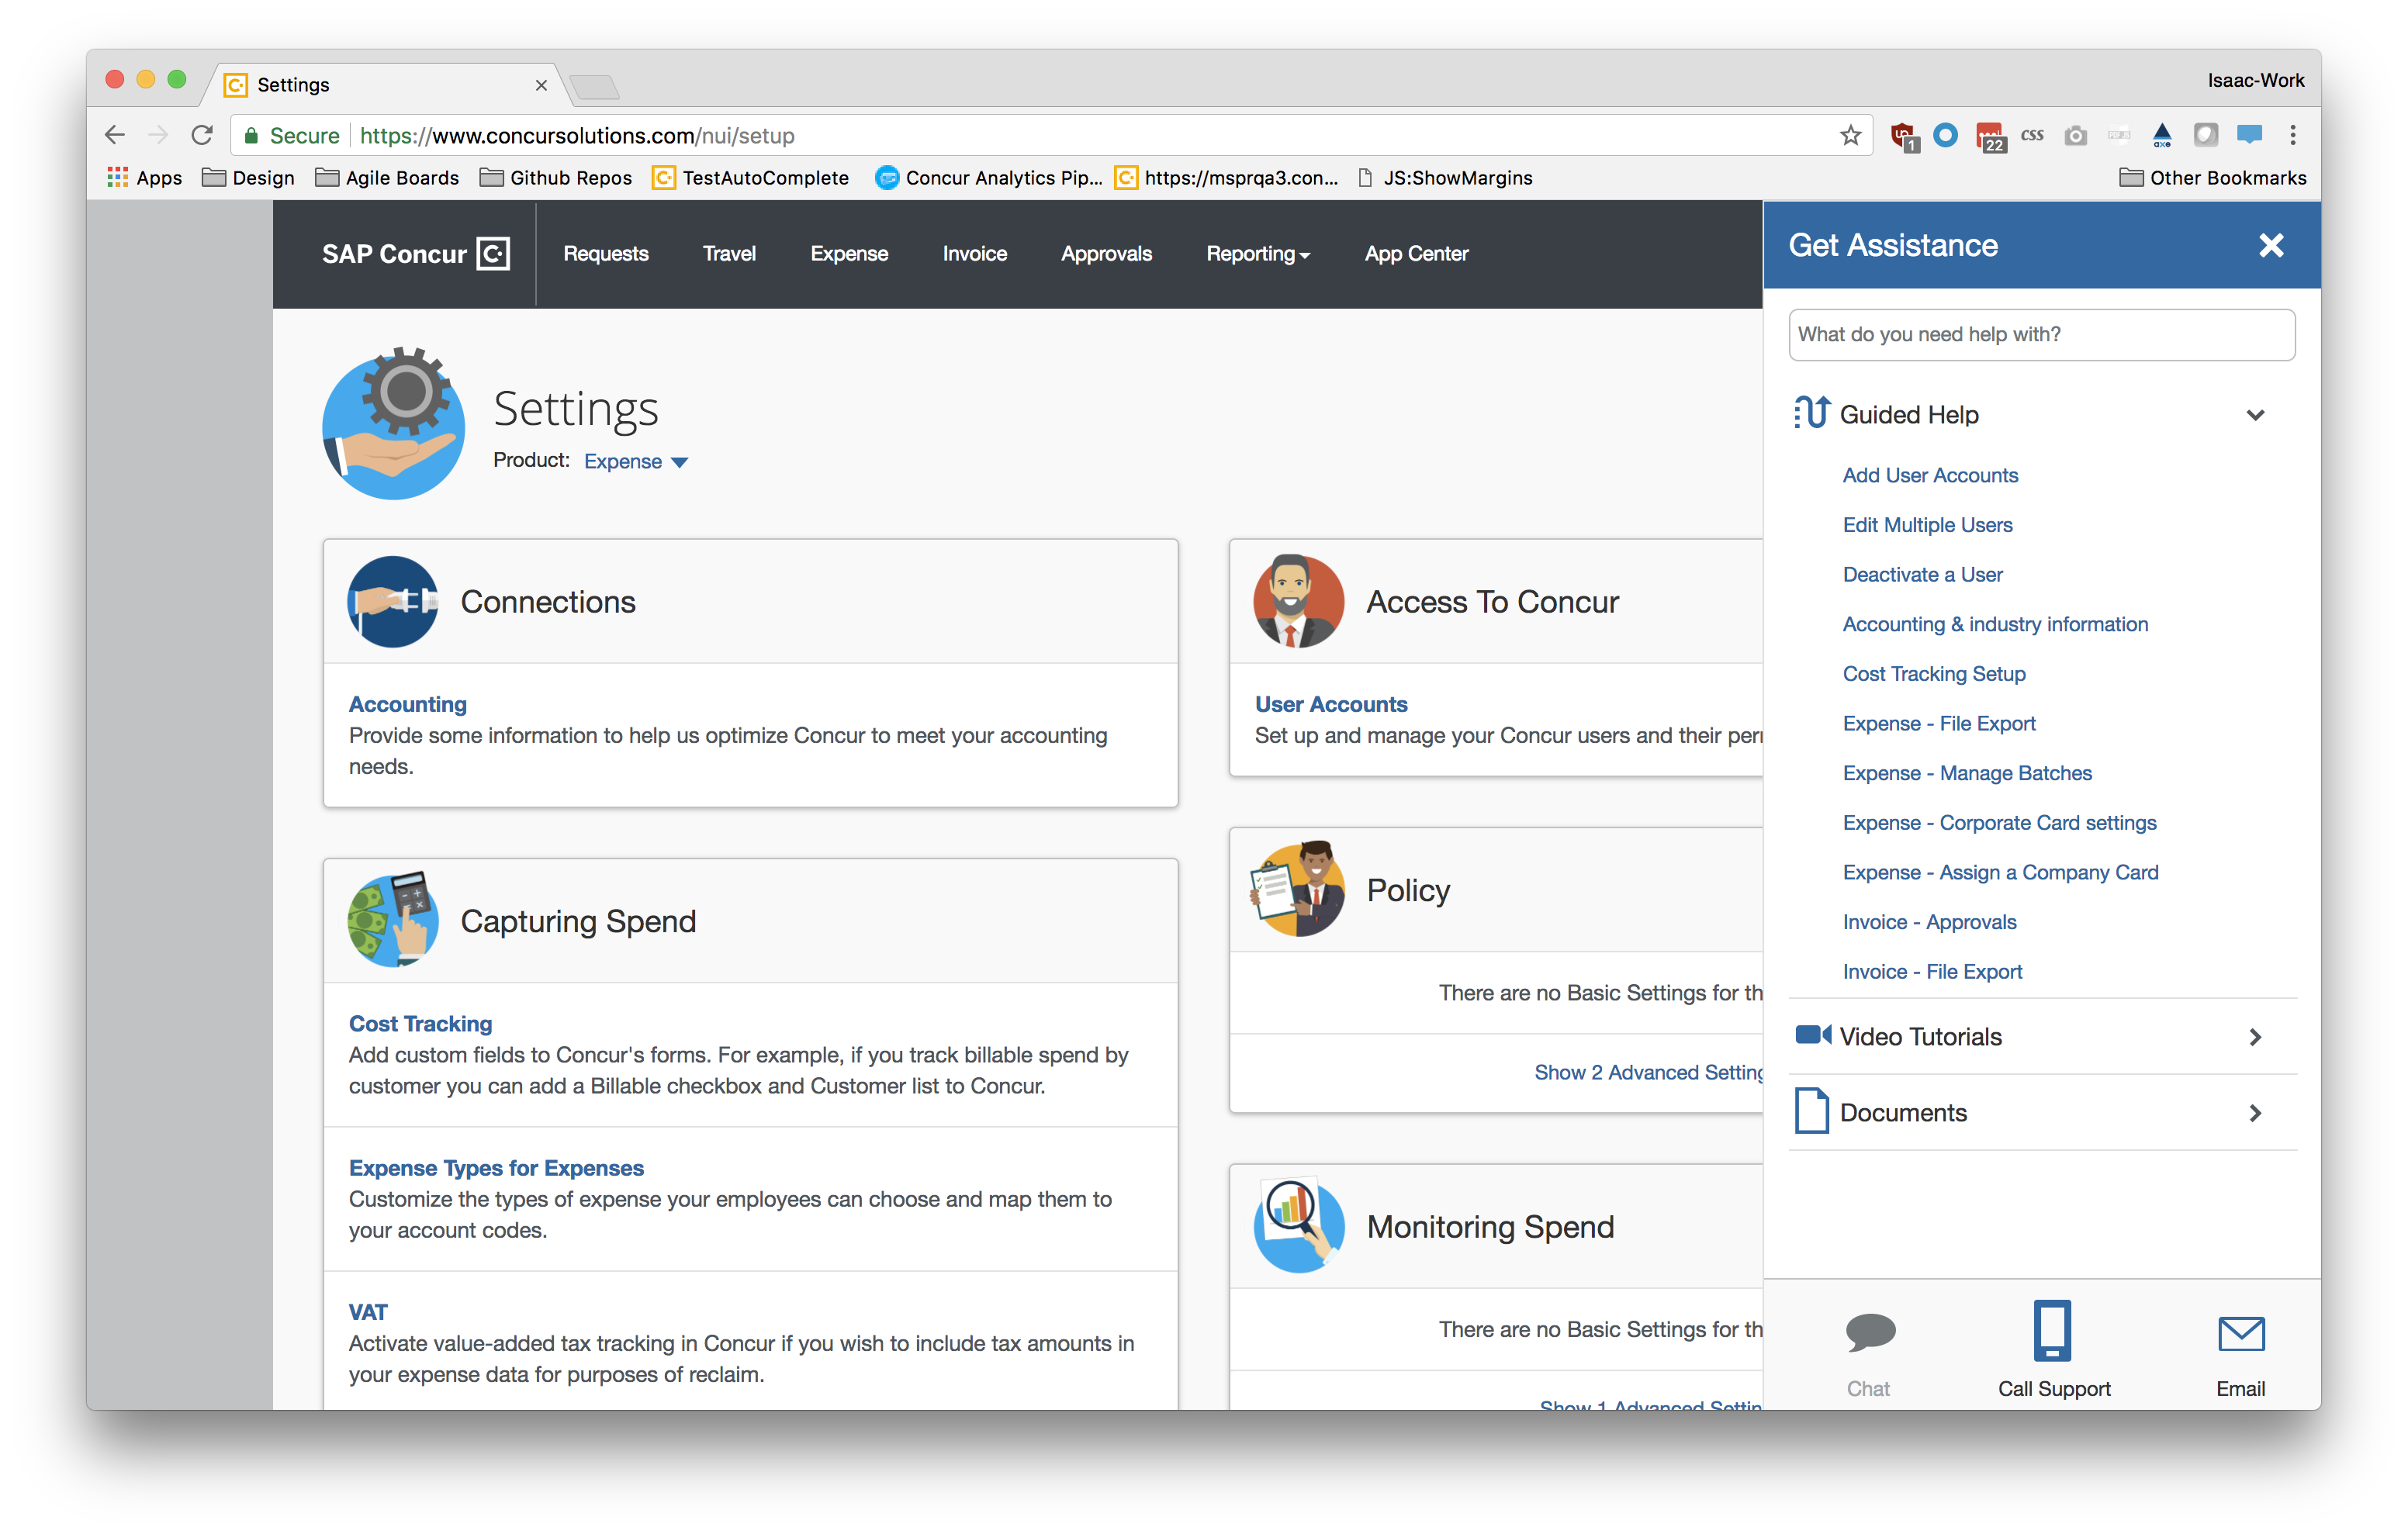 Settings
Isaac-Work
Secure
https://www.concursolutions.com/nui/setup
1
22
css
axe
Apps
Design
Agile Boards
Github Repos
TestAutoComplete
Concur Analytics Pip...
https://msprqa3.con...
JS:ShowMargins
Other Bookmarks
SAP Concur
Requests
Travel
Expense
Invoice
Approvals
Reporting
App Center
Settings
Product: Expense
Connections
Accounting
Provide some information to help us optimize Concur to meet your accounting
needs.
Capturing Spend
Cost Tracking
Add custom fields to Concur's forms. For example, if you track billable spend by
customer you can add a Billable checkbox and Customer list to Concur.
Expense Types for Expenses
Customize the types of expense your employees can choose and map them to
your account codes.
VAT
Activate value-added tax tracking in Concur if you wish to include tax amounts in
your expense data for purposes of reclaim.
Access To Concur
User Accounts
Set up and manage your Concur users and their
Policy
There are no Basic Settings for
Show 2 Advanced
Monitoring Spend
There are no Basic Settings for
Show 1 Advanced
Get Assistance
What do you need help with?
Guided Help
Add User Accounts
Edit Multiple Users
Deactivate a User
Accounting & industry information
Cost Tracking Setup
Expense - File Export
Expense - Manage Batches
Expense - Corporate Card settings
Expense - Assign a Company Card
Invoice - Approvals
Invoice - File Export
Video Tutorials
Documents
Chat
Call Support
Email